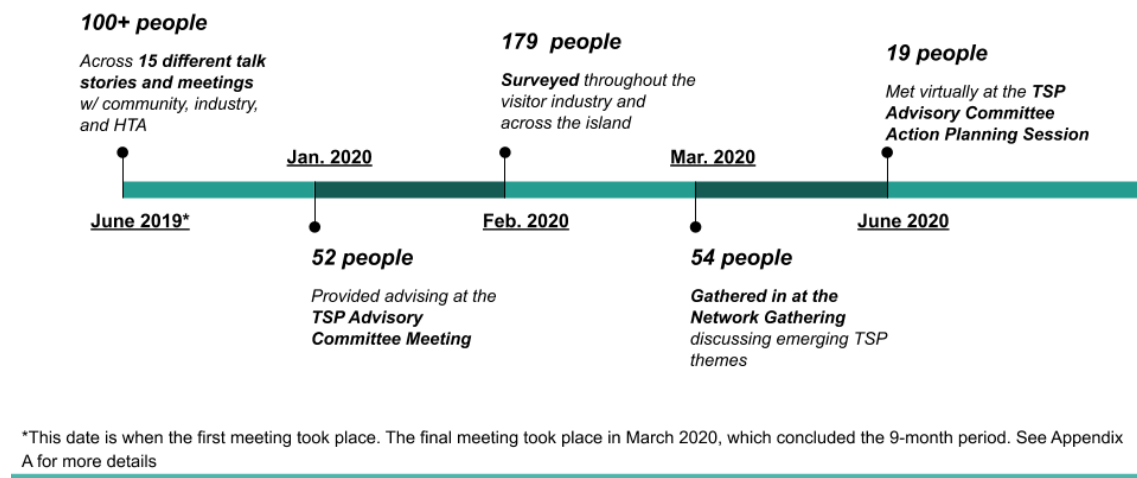 100+ people
Across 15 different talk
stories and meetings
w/ community, industry,
and HTA
June 2019*
Jan. 2020
52 people
Provided advising at the
TSP Advisory
Committee Meeting
179 people
Surveyed throughout the
visitor industry and
across the island
Feb. 2020
Mar. 2020
54 people
Gathered in at the
Network Gathering
discussing emerging TSP
themes
19 people
Met virtually at the TSP
Advisory Committee
Action Planning Session
June 2020
*This date is when the first meeting took place. The final meeting took place in March 2020, which concluded the 9-month period. See Appendix
A for more details